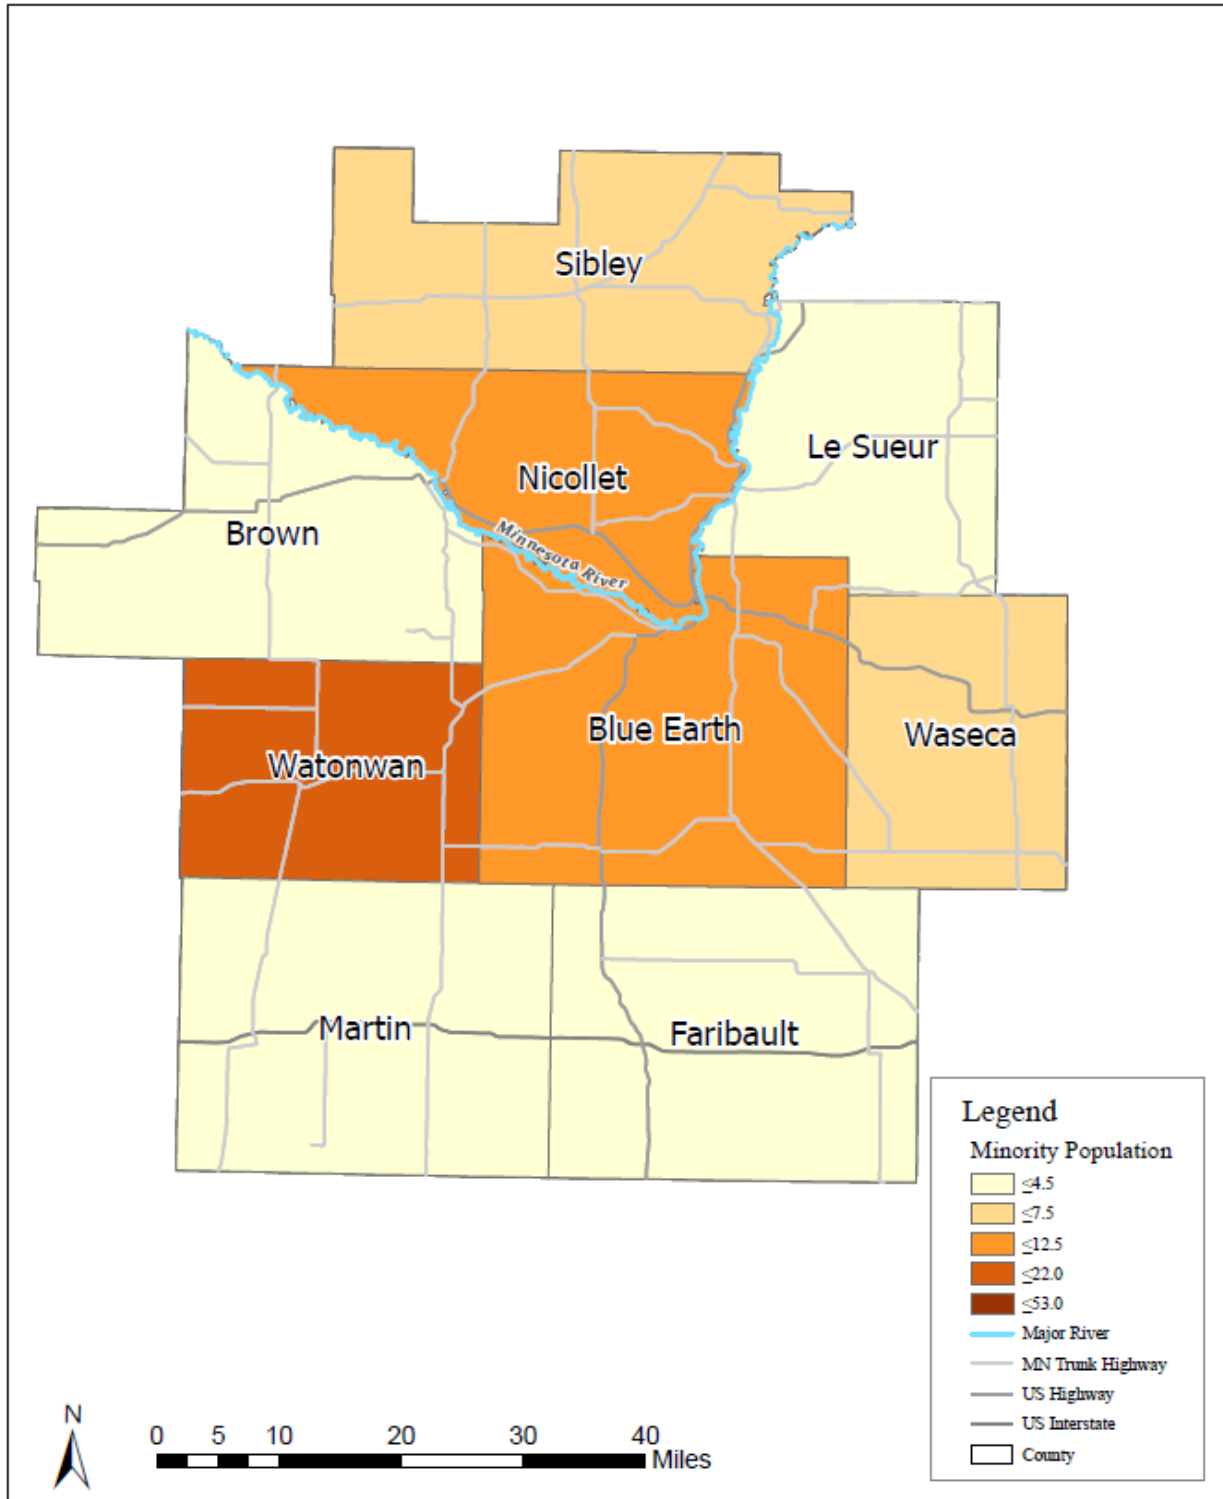 Sibley
Le Sueur
Nicollet
Brown
Minnesota River
Blue Earth
Waseca
Watonwan
Martin
Faribault
Legend
Minority Population
≤4.5
≤7.5
≤12.5
≤22.0
≤53.0
Major River
MN Trunk Highway
US Highway
US Interstate
County
N
0 5 10 20 30 40
Miles